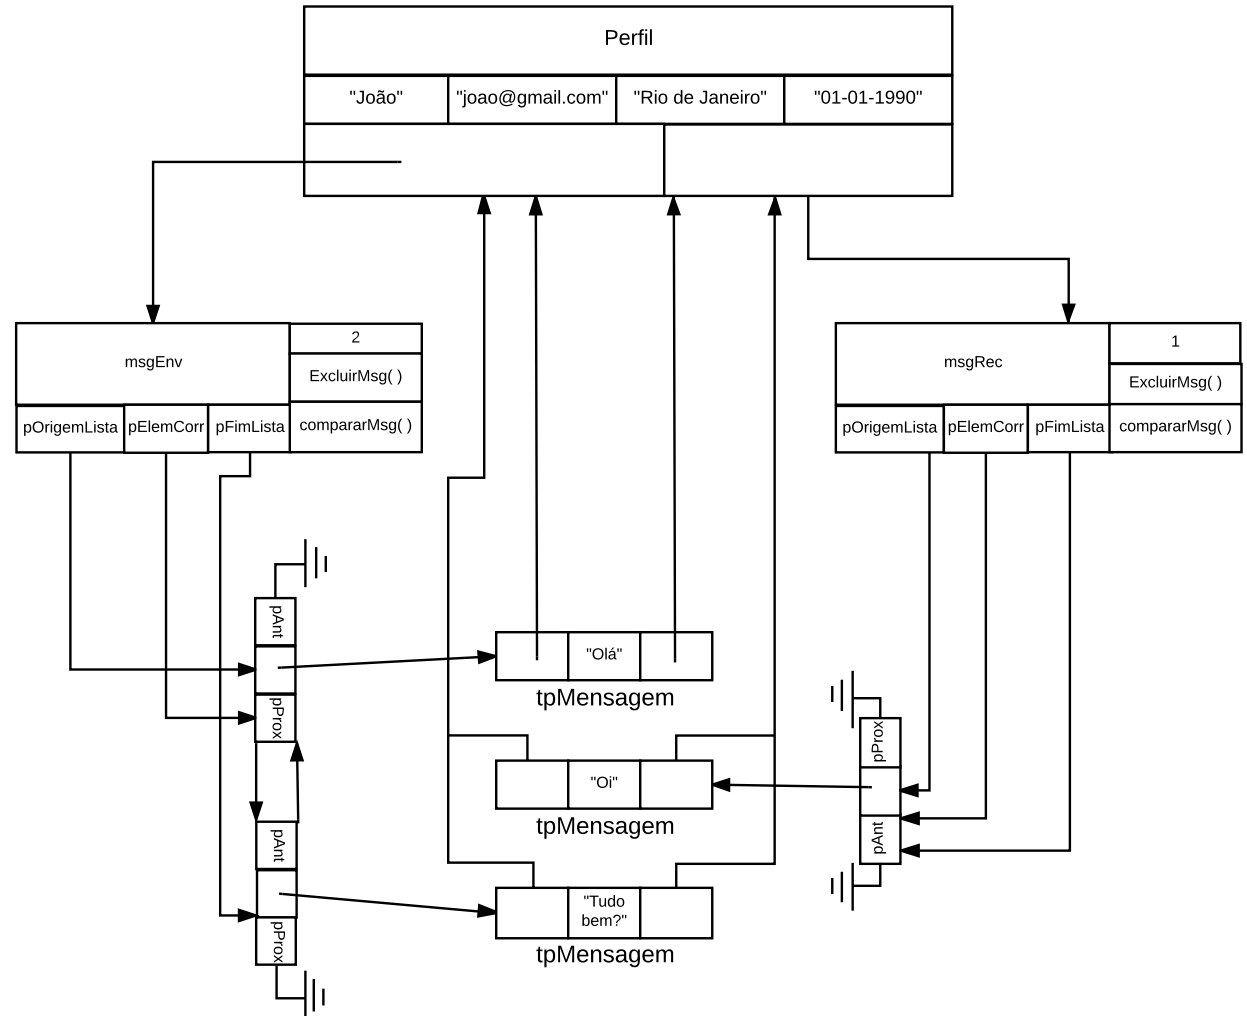 Perfil
"João"
"joao@gmail.com"
"Rio de Janeiro"
"01-01-1990"
msgEnv
2
ExcluirMsg( )
pOrigemLista
pElemCorr
pFimLista
compararMsg( )
msgRec
1
ExcluirMsg( )
pOrigemLista
pElemCorr
pFimLista
compararMsg( )
pAnt
pProx
pAnt
pProx
"Olá"
tpMensagem
"Oi"
tpMensagem
"Tudo
bem?"
tpMensagem
pProx
pAnt